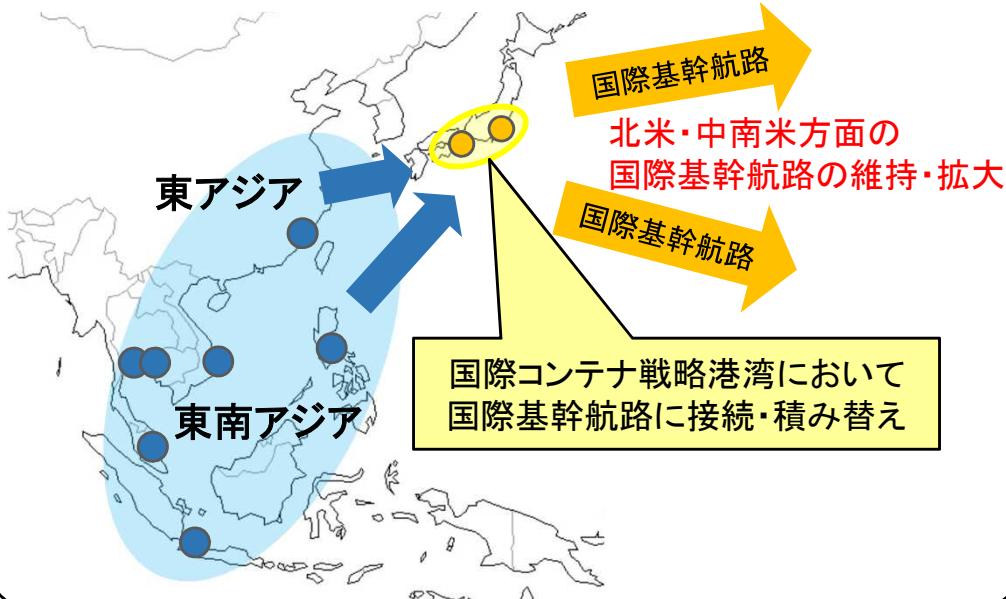 国際基幹航路
北米・中南米方面の
国際基幹航路の維持・拡大
東アジア
国際基幹航路
国際コンテナ戦略港湾において
国際基幹航路に接続・積み替え
東南アジア